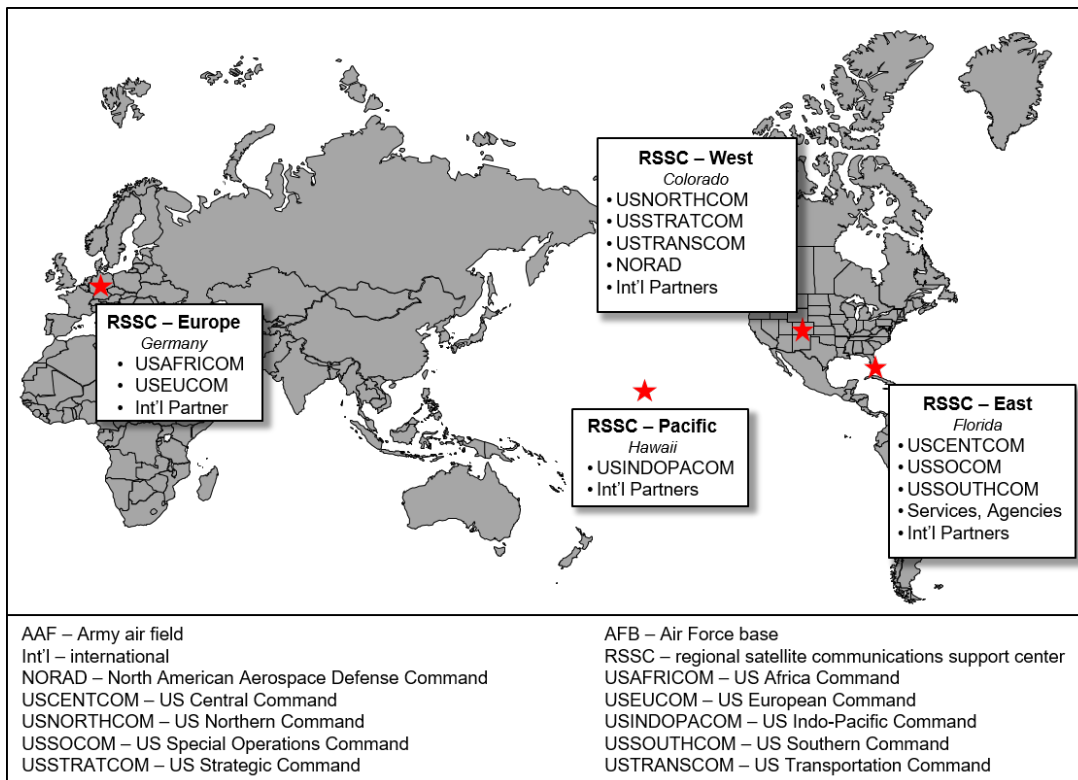 RSSC – West
Colorado
• USNORTHCOM
• USSTRATCOM
• USTRANSCOM
• NORAD
• Int'l Partners
RSSC – Europe
Germany
• USAFRICOM
• USEUCOM
• Int'l Partner
RSSC – Pacific
Hawaii
• USINDOPACOM
• Int'l Partners
RSSC – East
Florida
• USCENTCOM
• USSOCOM
• USSOUTHCOM
• Services, Agencies
• Int'l Partners
AAF – Army air field
Int'l – international
NORAD – North American Aerospace Defense Command
USCENTCOM – US Central Command
USNORTHCOM – US Northern Command
USSOCOM – US Special Operations Command
USSTRATCOM – US Strategic Command
AFB – Air Force base
RSSC – regional satellite communications support center
USAFRICOM – US Africa Command
USEUCOM – US European Command
USINDOPACOM – US Indo-Pacific Command
USSOUTHCOM – US Southern Command
USTRANSCOM – US Transportation Command